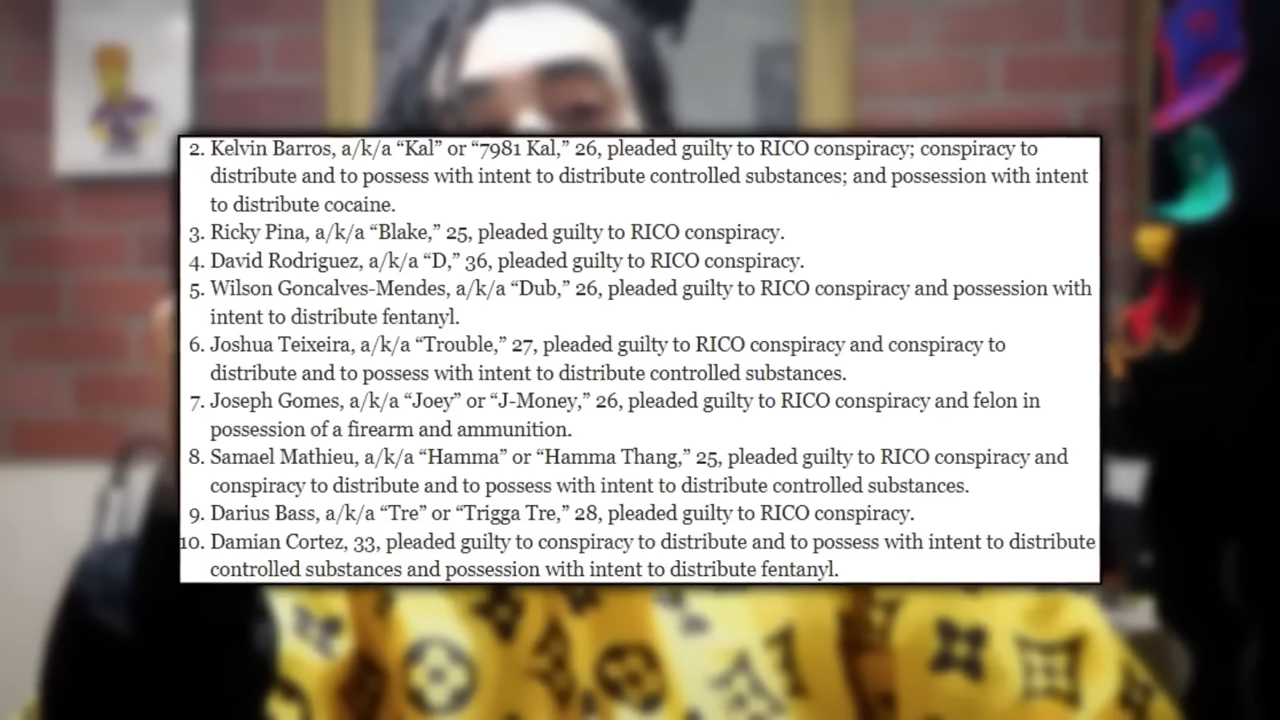 2. Kelvin Barros, a/k/a “Kal” or “7981 Kal,” 26, pleaded guilty to RICO conspiracy; conspiracy to
distribute and to possess with intent to distribute controlled substances; and possession with intent
to distribute cocaine.
3. Ricky Pina, a/k/a “Blake,” 25, pleaded guilty to RICO conspiracy.
4. David Rodriguez, a/k/a “D,” 36, pleaded guilty to RICO conspiracy.
5. Wilson Goncalves-Mendes, a/k/a “Dub,” 26, pleaded guilty to RICO conspiracy and possession with
intent to distribute fentanyl.
6. Joshua Teixeira, a/k/a “Trouble,” 27, pleaded guilty to RICO conspiracy and conspiracy to
distribute and to possess with intent to distribute controlled substances.
7. Joseph Gomes, a/k/a “Joey” or “J-Money,” 26, pleaded guilty to RICO conspiracy and felon in
possession of a firearm and ammunition.
8. Samael Mathieu, a/k/a “Hamma” or “Hamma Thang,” 25, pleaded guilty to RICO conspiracy and
conspiracy to distribute and to possess with intent to distribute controlled substances.
9. Darius Bass, a/k/a “Tre” or “Trigga Tre,” 28, pleaded guilty to RICO conspiracy.
10. Damian Cortez, 33, pleaded guilty to conspiracy to distribute and to possess with intent to distribute
controlled substances and possession with intent to distribute fentanyl.